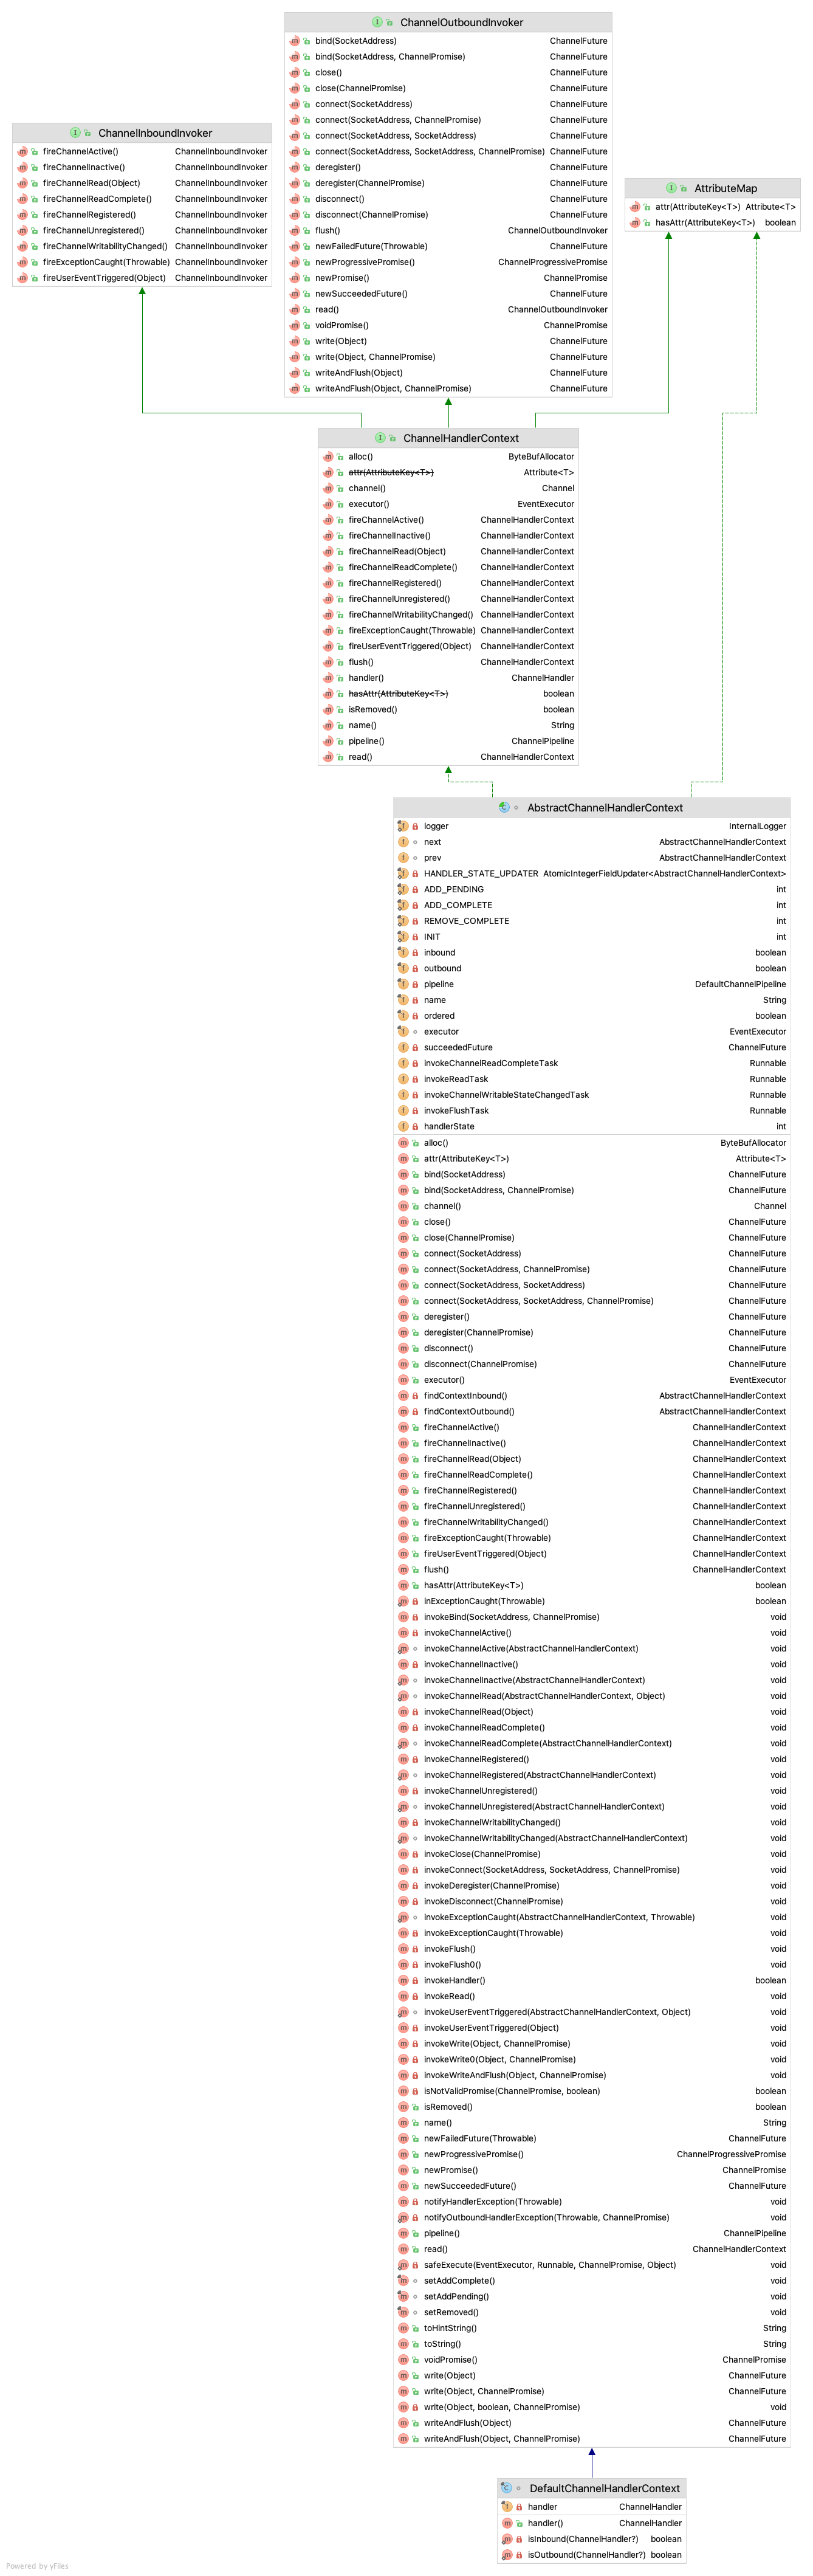 ChannelOutboundInvoker
bind(SocketAddress) ChannelFuture
bind(SocketAddress, ChannelPromise) ChannelFuture
close() ChannelFuture
close(ChannelPromise) ChannelFuture
connect(SocketAddress) ChannelFuture
connect(SocketAddress, ChannelPromise) ChannelFuture
connect(SocketAddress, SocketAddress) ChannelFuture
connect(SocketAddress, SocketAddress, ChannelPromise) ChannelFuture
deregister() ChannelFuture
deregister(ChannelPromise) ChannelFuture
disconnect() ChannelFuture
disconnect(ChannelPromise) ChannelFuture
flush() ChannelOutboundInvoker
newFailedFuture(Throwable) ChannelFuture
newProgressivePromise() ChannelProgressivePromise
newPromise() ChannelPromise
newSucceededFuture() ChannelFuture
read() ChannelOutboundInvoker
voidPromise() ChannelPromise
write(Object) ChannelFuture
write(Object, ChannelPromise) ChannelFuture
writeAndFlush(Object) ChannelFuture
writeAndFlush(Object, ChannelPromise) ChannelFuture
ChannelInboundInvoker
fireChannelActive() ChannelInboundInvoker
fireChannelInactive() ChannelInboundInvoker
fireChannelRead(Object) ChannelInboundInvoker
fireChannelReadComplete() ChannelInboundInvoker
fireChannelRegistered() ChannelInboundInvoker
fireChannelUnregistered() ChannelInboundInvoker
fireChannelWritabilityChanged() ChannelInboundInvoker
fireExceptionCaught(Throwable) ChannelInboundInvoker
fireUserEventTriggered(Object) ChannelInboundInvoker
AttributeMap
attr(AttributeKey<T>) Attribute<T>
hasAttr(AttributeKey<T>) boolean
ChannelHandlerContext
alloc() ByteBufAllocator
attr(AttributeKey<T>) Attribute<T>
channel() Channel
executor() EventExecutor
fireChannelActive() ChannelHandlerContext
fireChannelInactive() ChannelHandlerContext
fireChannelRead(Object) ChannelHandlerContext
fireChannelReadComplete() ChannelHandlerContext
fireChannelRegistered() ChannelHandlerContext
fireChannelUnregistered() ChannelHandlerContext
fireChannelWritabilityChanged() ChannelHandlerContext
fireExceptionCaught(Throwable) ChannelHandlerContext
fireUserEventTriggered(Object) ChannelHandlerContext
flush() ChannelHandlerContext
handler() ChannelHandler
hasAttr(AttributeKey<T>) boolean
isRemoved() boolean
name() String
pipeline() ChannelPipeline
read() ChannelHandlerContext
AbstractChannelHandlerContext
logger InternalLogger
next AbstractChannelHandlerContext
prev AbstractChannelHandlerContext
HANDLER_STATE_UPDATER AtomicIntegerFieldUpdater<AbstractChannelHandlerContext>
ADD_PENDING int
ADD_COMPLETE int
REMOVE_COMPLETE int
INIT int
inbound boolean
outbound boolean
pipeline DefaultChannelPipeline
name String
ordered boolean
executor EventExecutor
succeededFuture ChannelFuture
invokeChannelReadCompleteTask Runnable
invokeReadTask Runnable
invokeChannelWritableStateChangedTask Runnable
invokeFlushTask Runnable
handlerState int
alloc() ByteBufAllocator
attr(AttributeKey<T>) Attribute<T>
bind(SocketAddress) ChannelFuture
bind(SocketAddress, ChannelPromise) ChannelFuture
channel() Channel
close() ChannelFuture
close(ChannelPromise) ChannelFuture
connect(SocketAddress) ChannelFuture
connect(SocketAddress, ChannelPromise) ChannelFuture
connect(SocketAddress, SocketAddress) ChannelFuture
connect(SocketAddress, SocketAddress, ChannelPromise) ChannelFuture
deregister() ChannelFuture
deregister(ChannelPromise) ChannelFuture
disconnect() ChannelFuture
disconnect(ChannelPromise) ChannelFuture
executor() EventExecutor
findContextInbound() AbstractChannelHandlerContext
findContextOutbound() AbstractChannelHandlerContext
fireChannelActive() ChannelHandlerContext
fireChannelInactive() ChannelHandlerContext
fireChannelRead(Object) ChannelHandlerContext
fireChannelReadComplete() ChannelHandlerContext
fireChannelRegistered() ChannelHandlerContext
fireChannelUnregistered() ChannelHandlerContext
fireChannelWritabilityChanged() ChannelHandlerContext
fireExceptionCaught(Throwable) ChannelHandlerContext
fireUserEventTriggered(Object) ChannelHandlerContext
flush() ChannelHandlerContext
hasAttr(AttributeKey<T>) boolean
inExceptionCaught(Throwable) boolean
invokeBind(SocketAddress, ChannelPromise) void
invokeChannelActive() void
invokeChannelActive(AbstractChannelHandlerContext) void
invokeChannelInactive() void
invokeChannelInactive(AbstractChannelHandlerContext) void
invokeChannelRead(AbstractChannelHandlerContext, Object) void
invokeChannelRead(Object) void
invokeChannelReadComplete() void
invokeChannelReadComplete(AbstractChannelHandlerContext) void
invokeChannelRegistered() void
invokeChannelRegistered(AbstractChannelHandlerContext) void
invokeChannelUnregistered() void
invokeChannelUnregistered(AbstractChannelHandlerContext) void
invokeChannelWritabilityChanged() void
invokeChannelWritabilityChanged(AbstractChannelHandlerContext) void
invokeClose(ChannelPromise) void
invokeConnect(SocketAddress, SocketAddress, ChannelPromise) void
invokeDeregister(ChannelPromise) void
invokeDisconnect(ChannelPromise) void
invokeExceptionCaught(AbstractChannelHandlerContext, Throwable) void
invokeExceptionCaught(Throwable) void
invokeFlush() void
invokeFlush0() void
invokeHandler() boolean
invokeRead() void
invokeUserEventTriggered(AbstractChannelHandlerContext, Object) void
invokeUserEventTriggered(Object) void
invokeWrite(Object, ChannelPromise) void
invokeWrite0(Object, ChannelPromise) void
invokeWriteAndFlush(Object, ChannelPromise) void
isNotValidPromise(ChannelPromise, boolean) boolean
isRemoved() boolean
name() String
newFailedFuture(Throwable) ChannelFuture
newProgressivePromise() ChannelProgressivePromise
newPromise() ChannelPromise
newSucceededFuture() ChannelFuture
notifyHandlerException(Throwable) void
notifyOutboundHandlerException(Throwable, ChannelPromise) void
pipeline() ChannelPipeline
read() ChannelHandlerContext
safeExecute(EventExecutor, Runnable, ChannelPromise, Object) void
setAddComplete() void
setAddPending() void
setRemoved() void
toHintString() String
toString() String
voidPromise() ChannelPromise
write(Object) ChannelFuture
write(Object, ChannelPromise) ChannelFuture
write(Object, boolean, ChannelPromise) void
writeAndFlush(Object) ChannelFuture
writeAndFlush(Object, ChannelPromise) ChannelFuture
DefaultChannelHandlerContext
handler ChannelHandler
handler() ChannelHandler
isInbound(ChannelHandler?) boolean
isOutbound(ChannelHandler?) boolean
Powered by yFiles